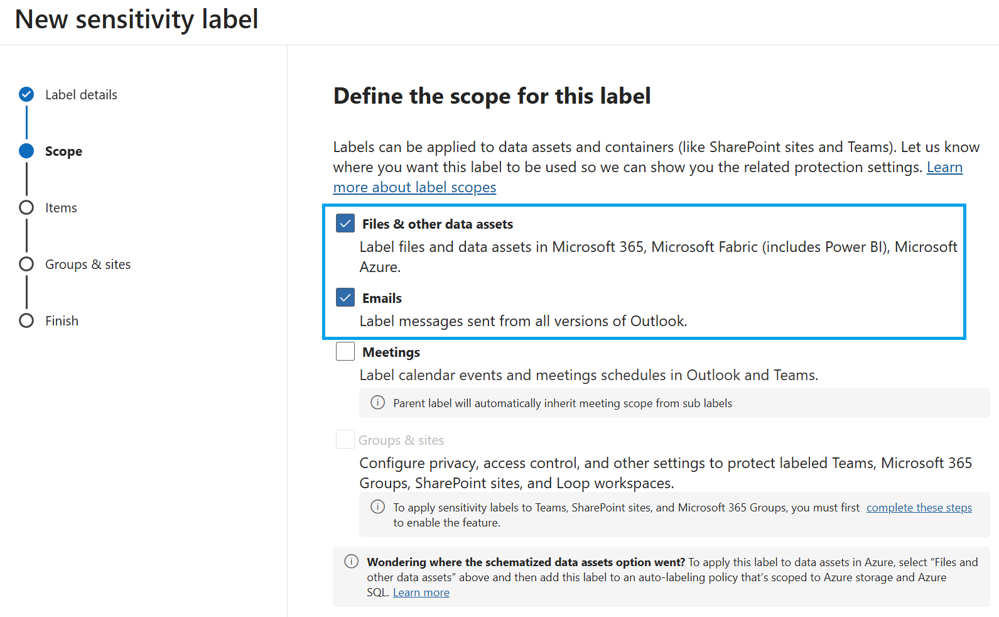 New sensitivity label
Label details
Scope
Items
Groups & sites
Finish
Define the scope for this label
Labels can be applied to data assets and containers (like SharePoint sites and Teams). Let us know
where you want this label to be used so we can show you the related protection settings. Learn
more about label scopes
Files & other data assets
Label files and data assets in Microsoft 365, Microsoft Fabric (includes Power BI), Microsoft
Azure.
Emails
Label messages sent from all versions of Outlook.
Meetings
Label calendar events and meetings schedules in Outlook and Teams.
Parent label will automatically inherit meeting scope from sub labels
Groups & sites
Configure privacy, access control, and other settings to protect labeled Teams, Microsoft 365
Groups, SharePoint sites, and Loop workspaces.
To apply sensitivity labels to Teams, SharePoint sites, and Microsoft 365 Groups, you must first complete these steps
to enable the feature.
Wondering where the schematized data assets option went? To apply this label to data assets in Azure, select “Files and
other data assets” above and then add this label to an auto-labeling policy that’s scoped to Azure storage and Azure
SQL. Learn more